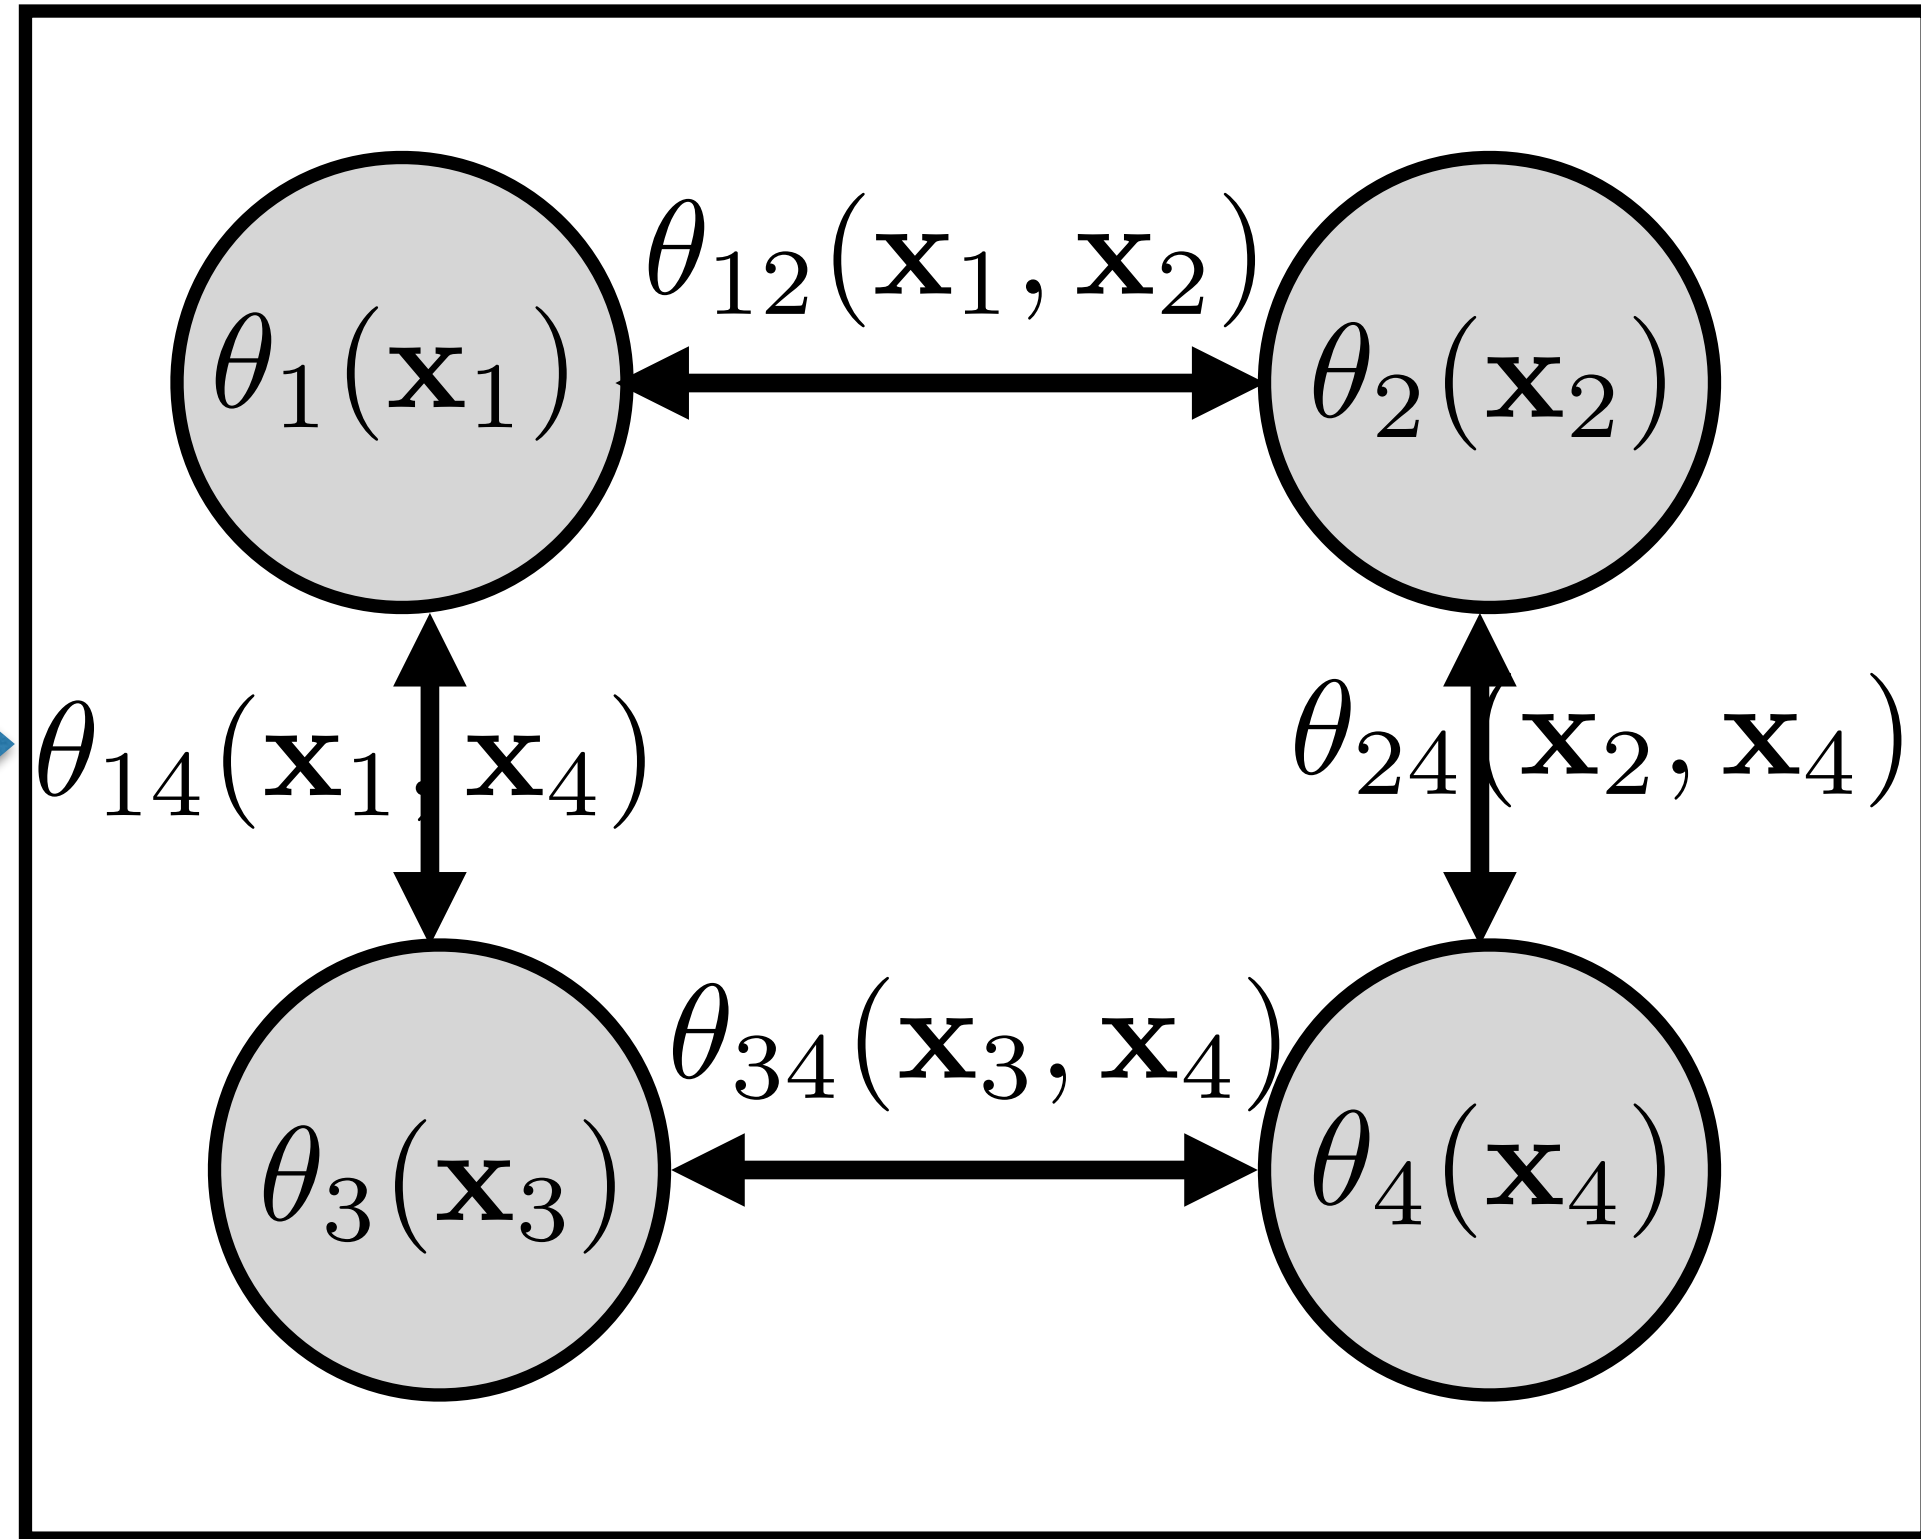 θ₁₂(𝐱₁, 𝐱₂)
θ₁(𝐱₁)
θ₂(𝐱₂)
θ₁₄(𝐱₁, 𝐱₄)
θ₂₄(𝐱₂, 𝐱₄)
θ₃₄(𝐱₃, 𝐱₄)
θ₃(𝐱₃)
θ₄(𝐱₄)